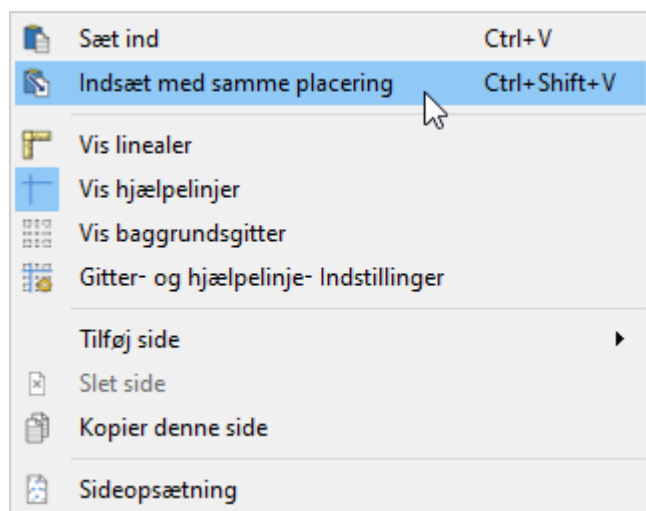 Sæt ind Ctrl+V
Indsæt med samme placering Ctrl+Shift+V
Vis linealer
Vis hjælpelinjer
Vis baggrundsgitter
Gitter- og hjælpelinje- Indstillinger
Tilføj side
Slet side
Kopier denne side
Sideopsætning